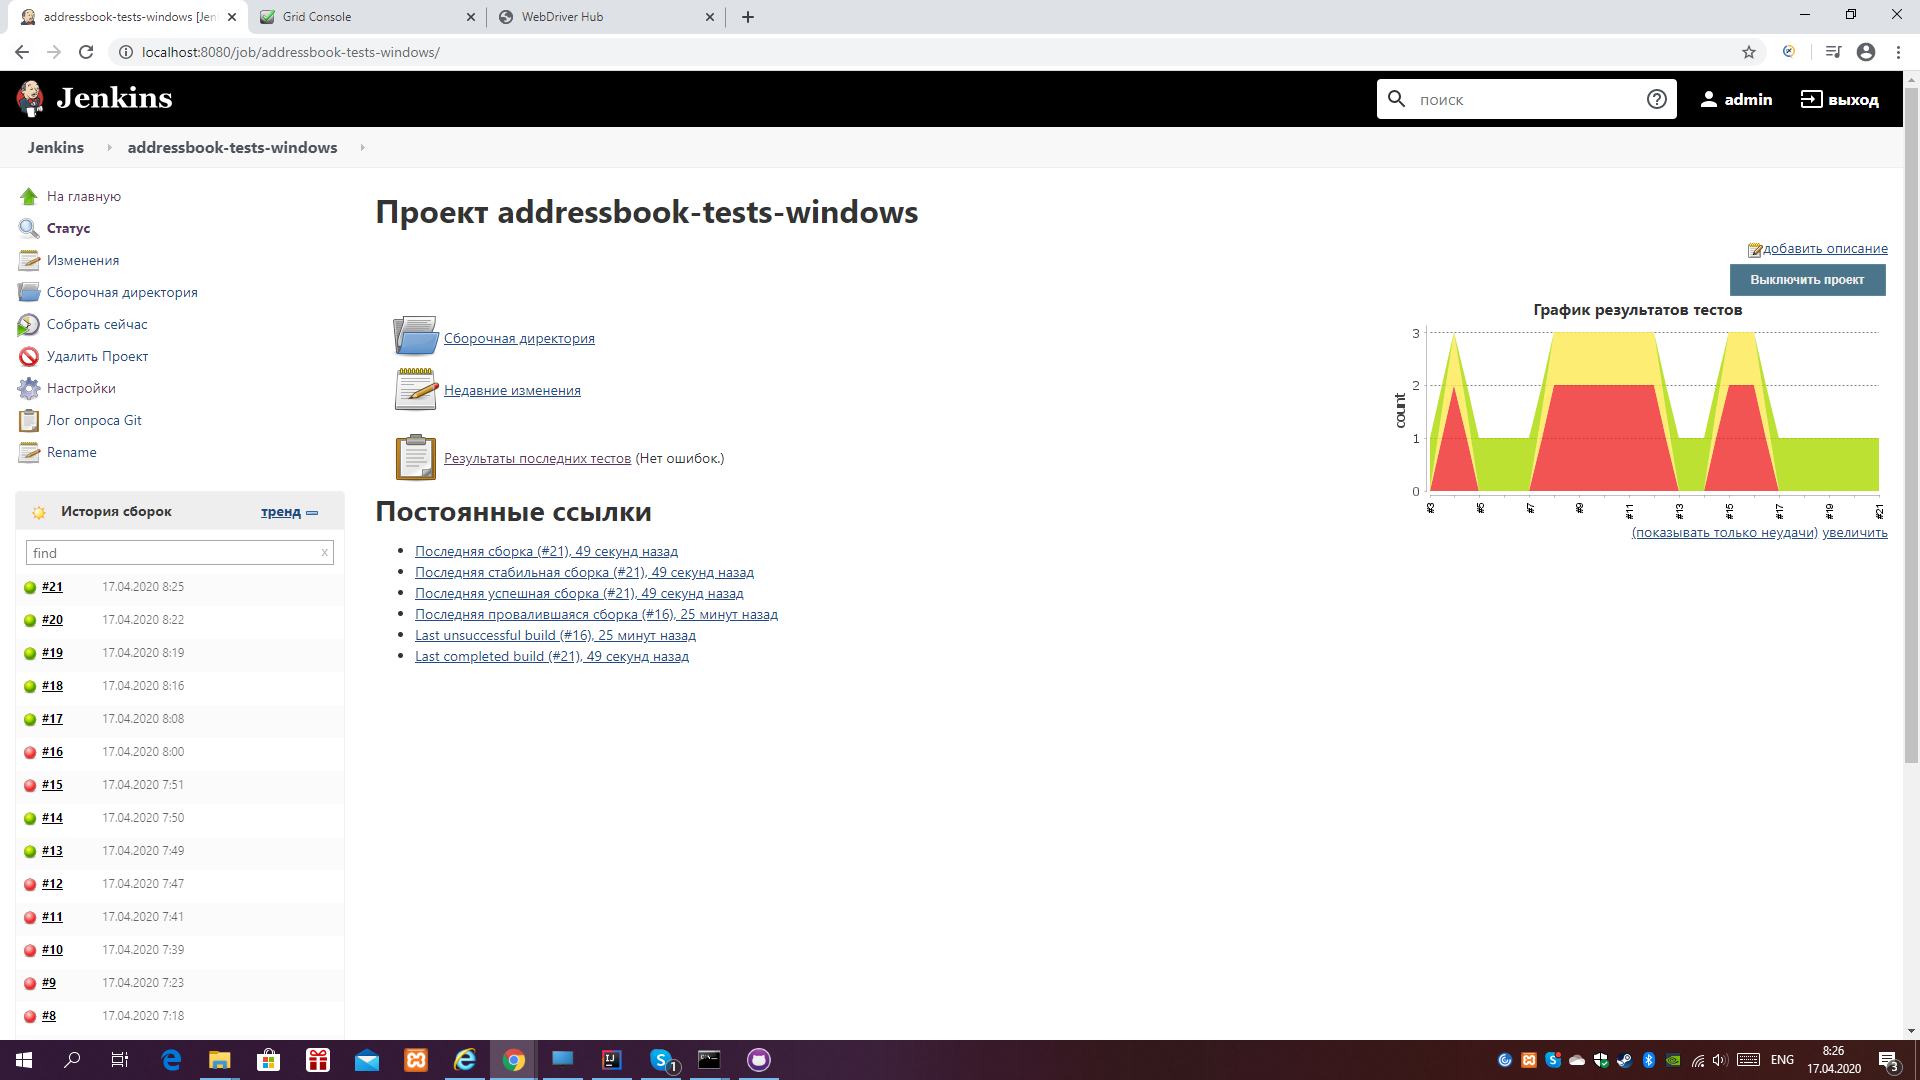 addressbook-tests-windows [Jen
Grid Console
WebDriver Hub
localhost:8080/job/addressbook-tests-windows/
Jenkins
поиск
admin
выход
Jenkins
addressbook-tests-windows
На главную
Статус
Изменения
Сборочная директория
Собрать сейчас
Удалить Проект
Настройки
Лог опроса Git
Rename
История сборок
тренд
find
x
#21 17.04.2020 8:25
#20 17.04.2020 8:22
#19 17.04.2020 8:19
#18 17.04.2020 8:16
#17 17.04.2020 8:08
#16 17.04.2020 8:00
#15 17.04.2020 7:51
#14 17.04.2020 7:50
#13 17.04.2020 7:49
#12 17.04.2020 7:47
#11 17.04.2020 7:41
#10 17.04.2020 7:39
#9 17.04.2020 7:23
#8 17.04.2020 7:18
Проект addressbook-tests-windows
добавить описание
Выключить проект
Сборочная директория
Недавние изменения
Результаты последних тестов (Нет ошибок.)
Постоянные ссылки
Последняя сборка (#21), 49 секунд назад
Последняя стабильная сборка (#21), 49 секунд назад
Последняя успешная сборка (#21), 49 секунд назад
Последняя провалившаяся сборка (#16), 25 минут назад
Last unsuccessful build (#16), 25 минут назад
Last completed build (#21), 49 секунд назад
График результатов тестов
count
3
2
1
0
#3 #5 #7 #9 #11 #13 #15 #17 #19 #21
(показывать только неудачи) увеличить
ENG
8:26
17.04.2020
1
3